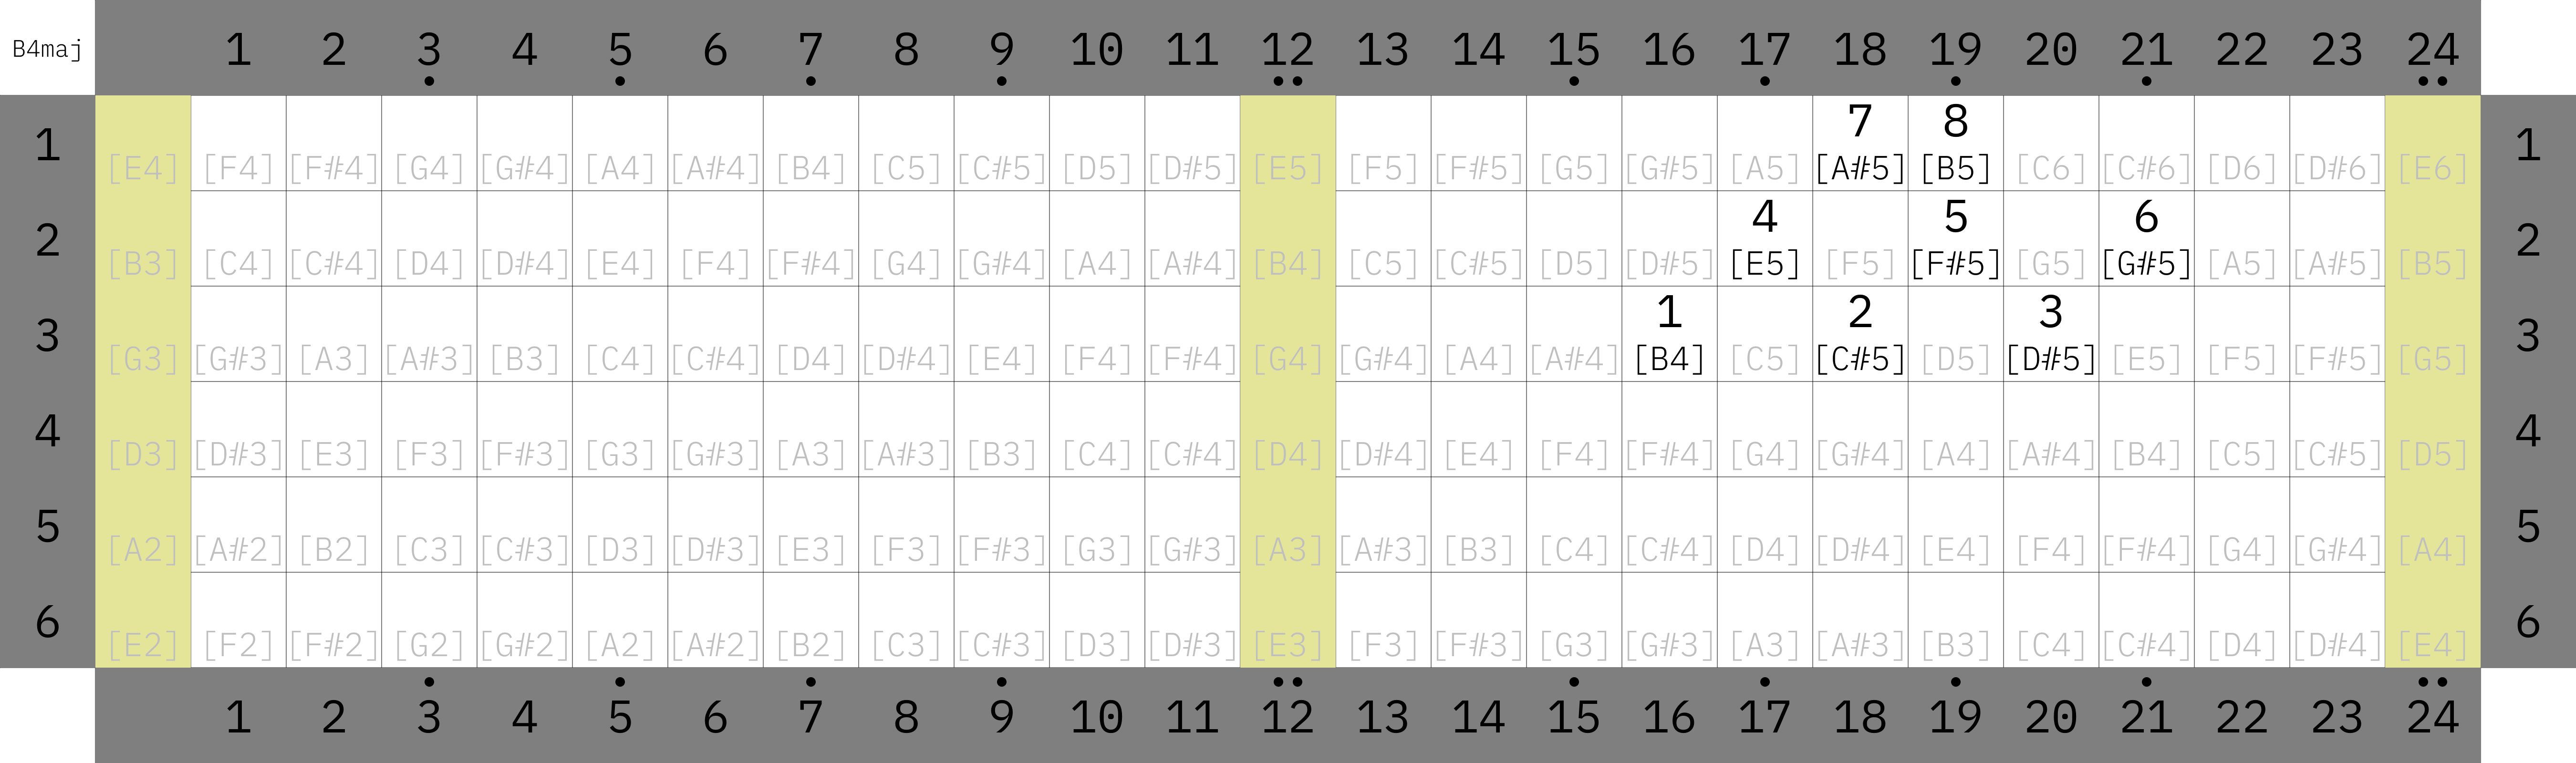 B4maj
1 2 3 4 5 6 7 8 9 10 11 12 13 14 15 16 17 18 19 20 21 22 23 24
7 8
1 [E4] [F4] [F#4] [G4] [G#4] [A4] [A#4] [B4] [C5] [C#5] [D5] [D#5] [E5] [F5] [F#5] [G5] [G#5] [A5] [A#5] [B5] [C6] [C#6] [D6] [D#6] [E6] 1
4 5 6
2 [B3] [C4] [C#4] [D4] [D#4] [E4] [F4] [F#4] [G4] [G#4] [A4] [A#4] [B4] [C5] [C#5] [D5] [D#5] [E5] [F5] [F#5] [G5] [G#5] [A5] [A#5] [B5] 2
1 2 3
3 [G3] [G#3] [A3] [A#3] [B3] [C4] [C#4] [D4] [D#4] [E4] [F4] [F#4] [G4] [G#4] [A4] [A#4] [B4] [C5] [C#5] [D5] [D#5] [E5] [F5] [F#5] [G5] 3
4 [D3] [D#3] [E3] [F3] [F#3] [G3] [G#3] [A3] [A#3] [B3] [C4] [C#4] [D4] [D#4] [E4] [F4] [F#4] [G4] [G#4] [A4] [A#4] [B4] [C5] [C#5] [D5] 4
5 [A2] [A#2] [B2] [C3] [C#3] [D3] [D#3] [E3] [F3] [F#3] [G3] [G#3] [A3] [A#3] [B3] [C4] [C#4] [D4] [D#4] [E4] [F4] [F#4] [G4] [G#4] [A4] 5
6 [E2] [F2] [F#2] [G2] [G#2] [A2] [A#2] [B2] [C3] [C#3] [D3] [D#3] [E3] [F3] [F#3] [G3] [G#3] [A3] [A#3] [B3] [C4] [C#4] [D4] [D#4] [E4] 6
1 2 3 4 5 6 7 8 9 10 11 12 13 14 15 16 17 18 19 20 21 22 23 24